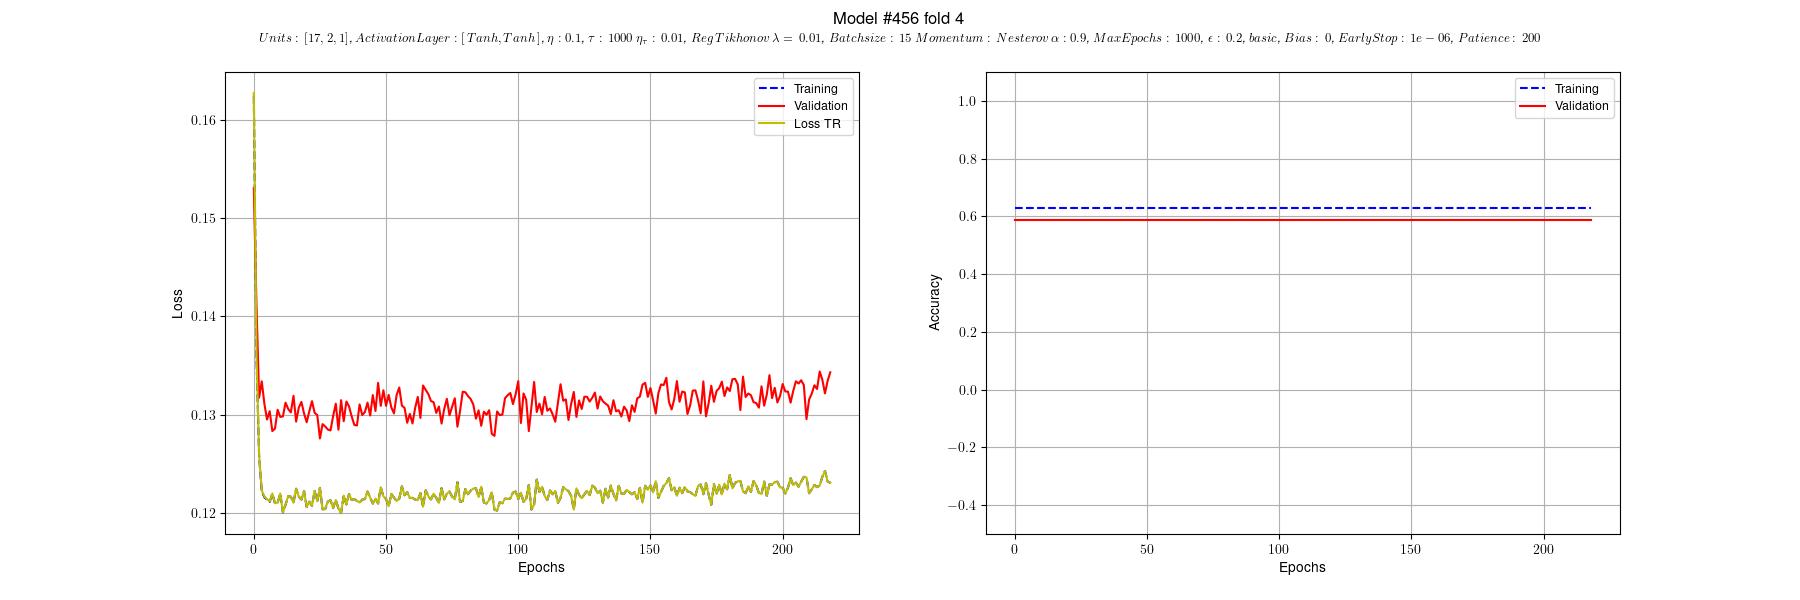 Model #456 fold 4
Units : [17, 2, 1], ActivationLayer : [Tanh, Tanh], η : 0.1, τ : 1000 ητ : 0.01, RegTikhonov λ = 0.01, Batchsize : 15 Momentum : Nesterov α : 0.9, MaxEpochs : 1000, ϵ : 0.2, basic, Bias : 0, EarlyStop : 1e − 06, Patience : 200
Training
Validation
Loss TR
0.16
0.15
0.14
0.13
0.12
Loss
0 50 100 150 200
Epochs
Training
Validation
1.0
0.8
0.6
0.4
0.2
0.0
−0.2
−0.4
Accuracy
0 50 100 150 200
Epochs